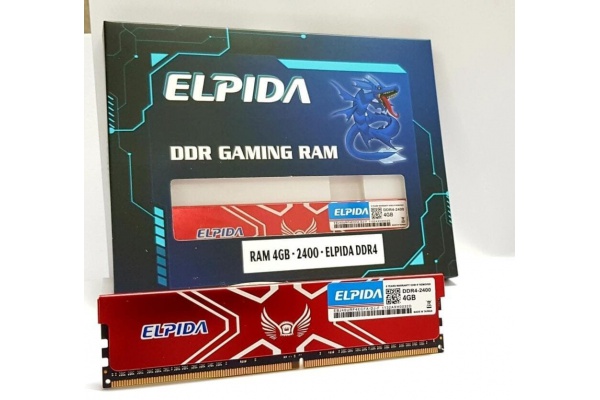 ELPIDA
DDR GAMING RAM
ELPIDA
ELPIDA
DDR4-2400
4GB
RAM 4GB - 2400 - ELPIDA DDR4
ELPIDA
ELPIDA
DDR4-2400
4GB